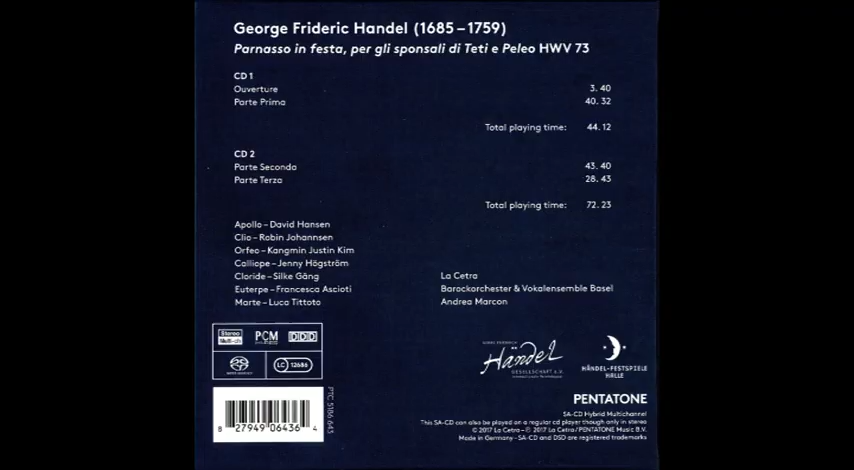 George Frideric Handel (1685–1759)
Parnasso in festa, per gli sponsali di Teti e Peleo HWV 73
CD 1
Ouverture 3. 40
Parte Prima 40. 32
Total playing time: 44. 12
CD 2
Parte Seconda 43. 40
Parte Terza 28. 43
Total playing time: 72. 23
Apollo – David Hansen
Clio – Robin Johannsen
Orfeo – Kangmin Justin Kim
Calliope – Jenny Högström
Cloride – Silke Gäng
Euterpe – Francesca Ascioti
Marte – Luca Tittoto
La Cetra
Barockorchester & Vokalensemble Basel
Andrea Marcon
Stereo
Multi-ch
PCM
DDD
LC 12686
PTC 5186 643
8 27949 06436 4
Händel
GESELLSCHAFT e.V.
HÄNDEL-FESTSPIELE
HALLE
PENTATONE
SA-CD Hybrid Multichannel
This SA-CD can also be played on a regular cd player though only in stereo
© 2017 La Cetra – ℗ 2017 La Cetra / PENTATONE Music B.V.
Made in Germany - SA-CD and DSD are registered trademarks